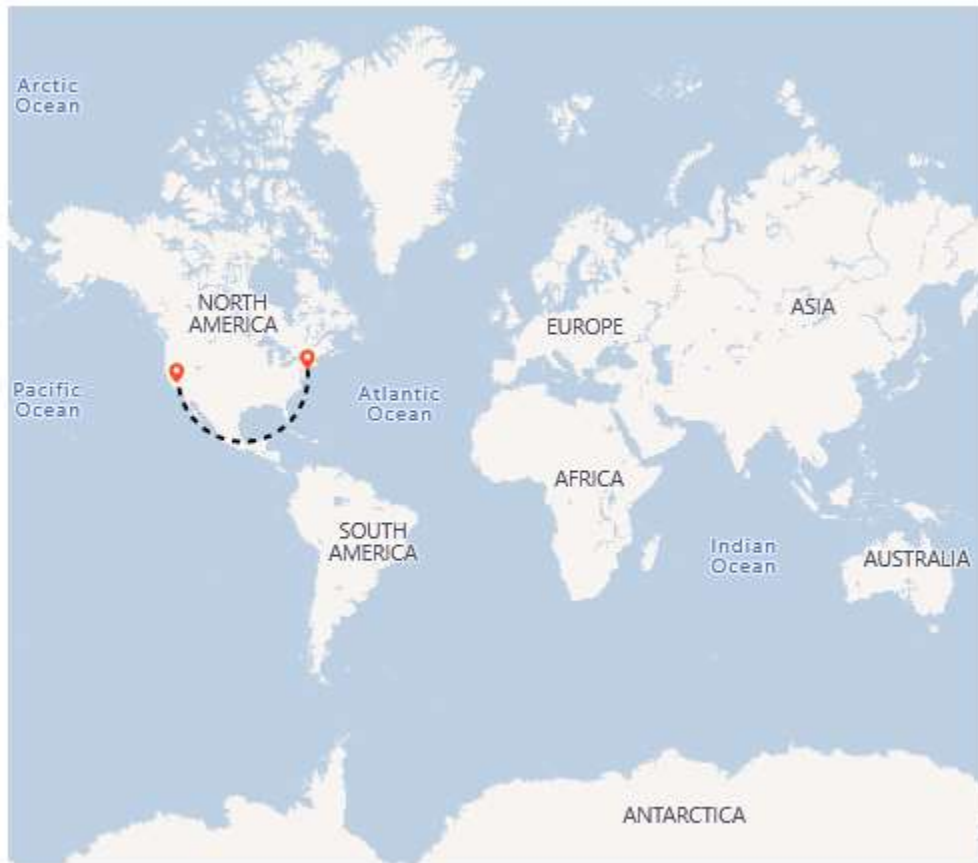 Arctic
Ocean
NORTH
AMERICA
EUROPE
ASIA
Pacific
Ocean
Atlantic
Ocean
AFRICA
SOUTH
AMERICA
Indian
Ocean
AUSTRALIA
ANTARCTICA